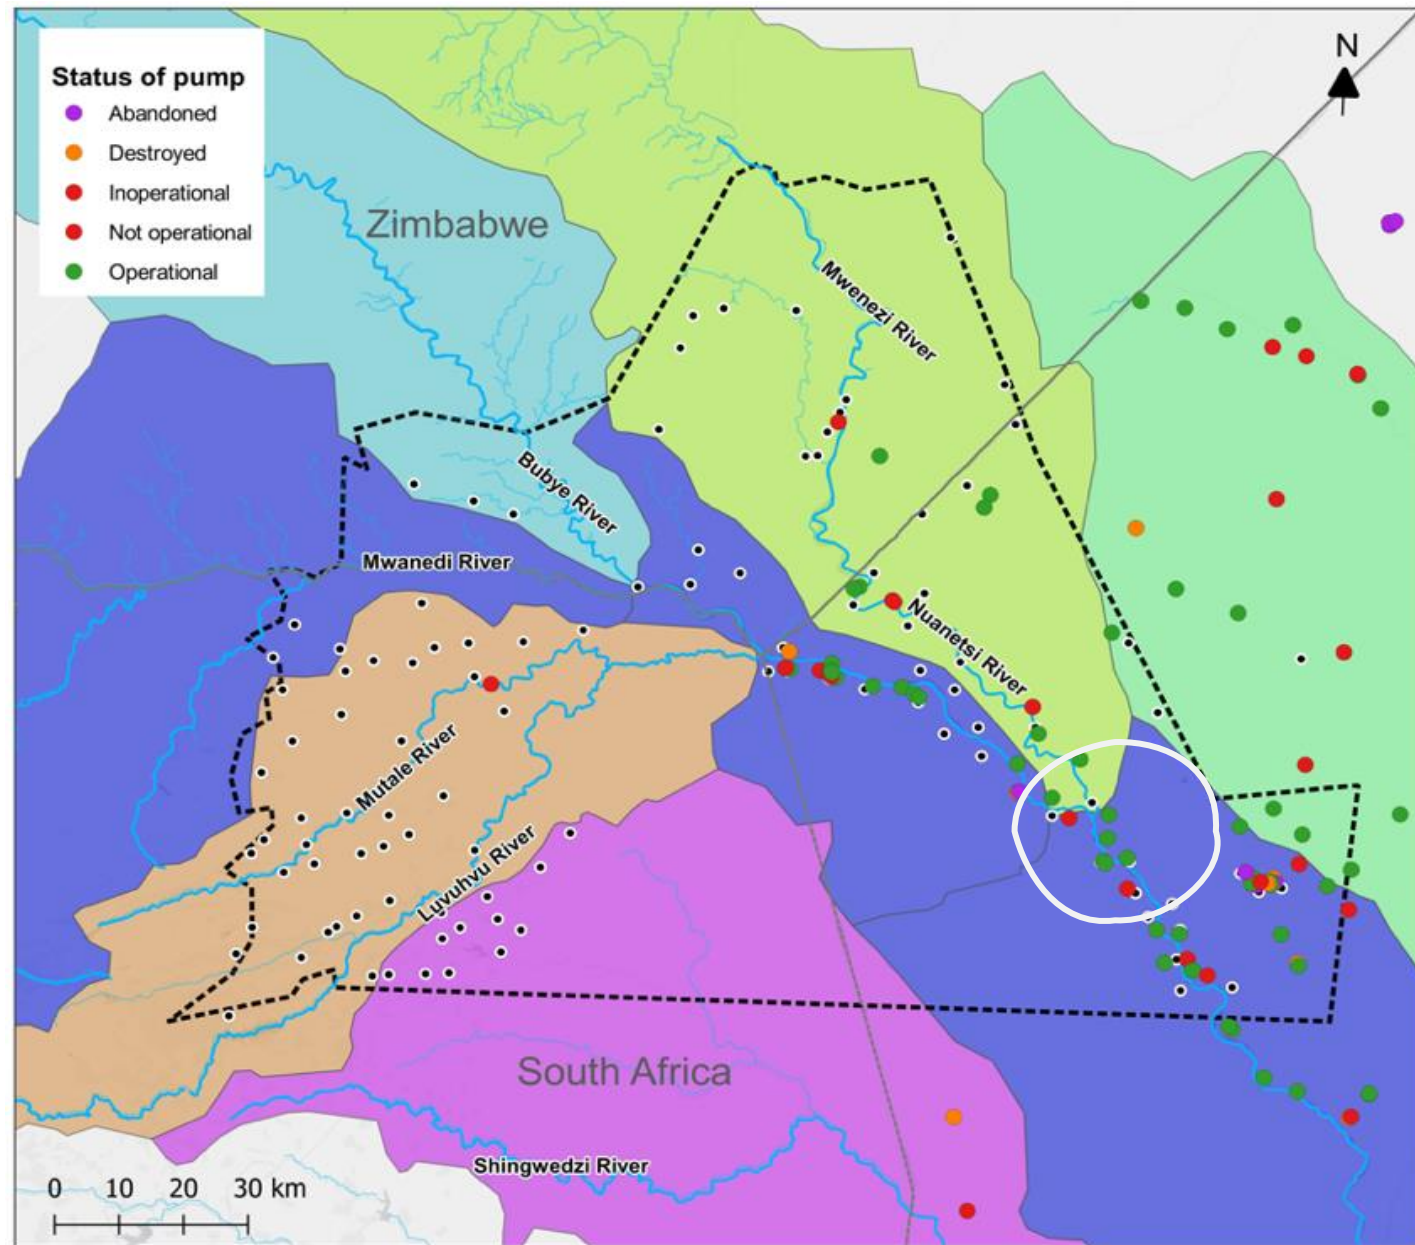 Status of pump
Abandoned
Destroyed
Inoperational
Not operational
Operational
N
Zimbabwe
Mwenezi River
Bubye River
Mwanedi River
Nuanetsi River
Mutale River
Luvuhvu River
South Africa
Shingwedzi River
0 10 20 30 km